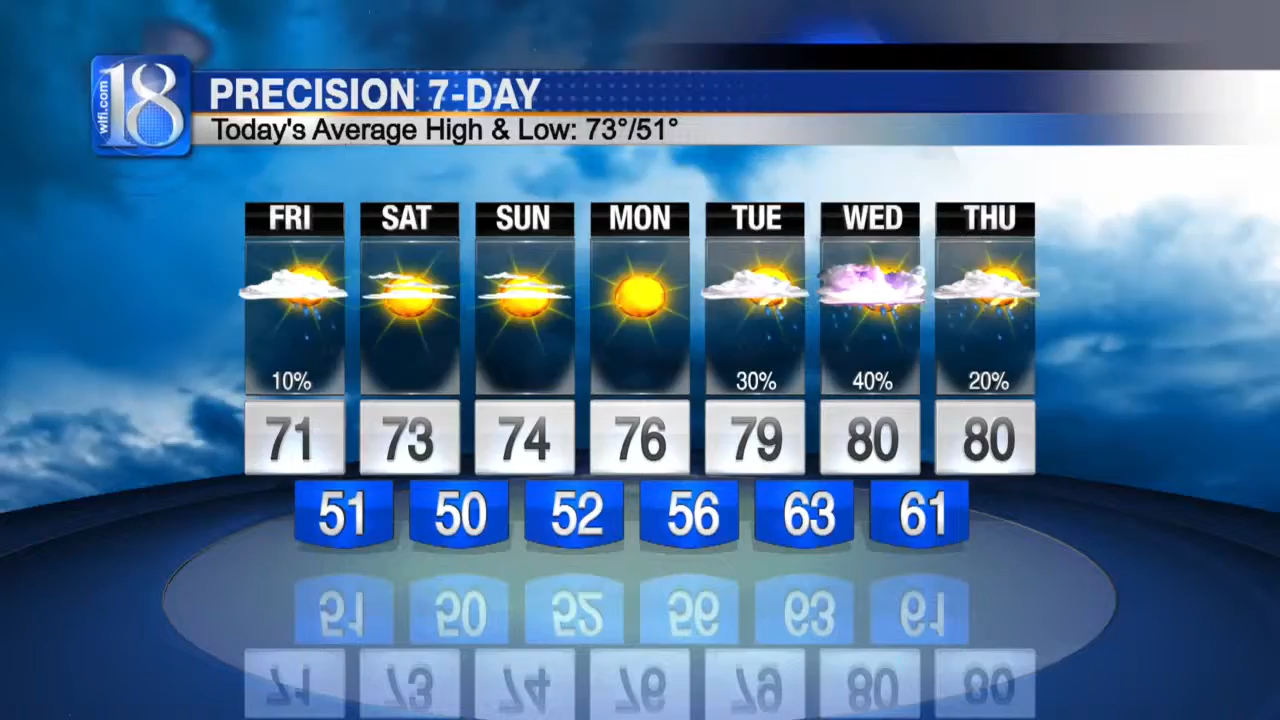 wlfi.com
18
PRECISION 7-DAY
Today's Average High & Low: 73°/51°
FRI SAT SUN MON TUE WED THU
10% 30% 40% 20%
71 73 74 76 79 80 80
51 50 52 56 63 61